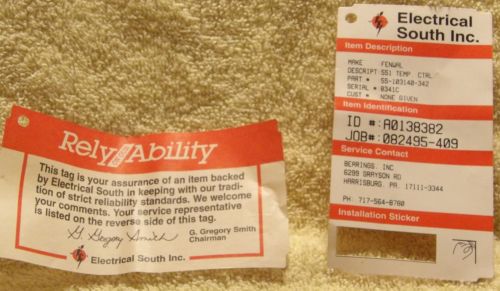 Rely Ability
This tag is your assurance of an item backed
by Electrical South in keeping with our tradi-
tion of strict reliability standards. We welcome
your comments. Your service representative
is listed on the reverse side of this tag.
G. Gregory Smith
G. Gregory Smith
Chairman
Electrical South Inc.
Electrical
South Inc.
Item Description
MAKE FENWAL
DESCRIPT 551 TEMP CTRL
PART # 55-103140-342
SERIAL # 8341C
CUST # NONE GIVEN
Item Identification
ID #: A0138382
JOB#: 082495-409
Service Contact
BEARINGS, INC
6299 GRAYSON RD
HARRISBURG, PA. 17111-3344
PH: 717-564-8760
Installation Sticker